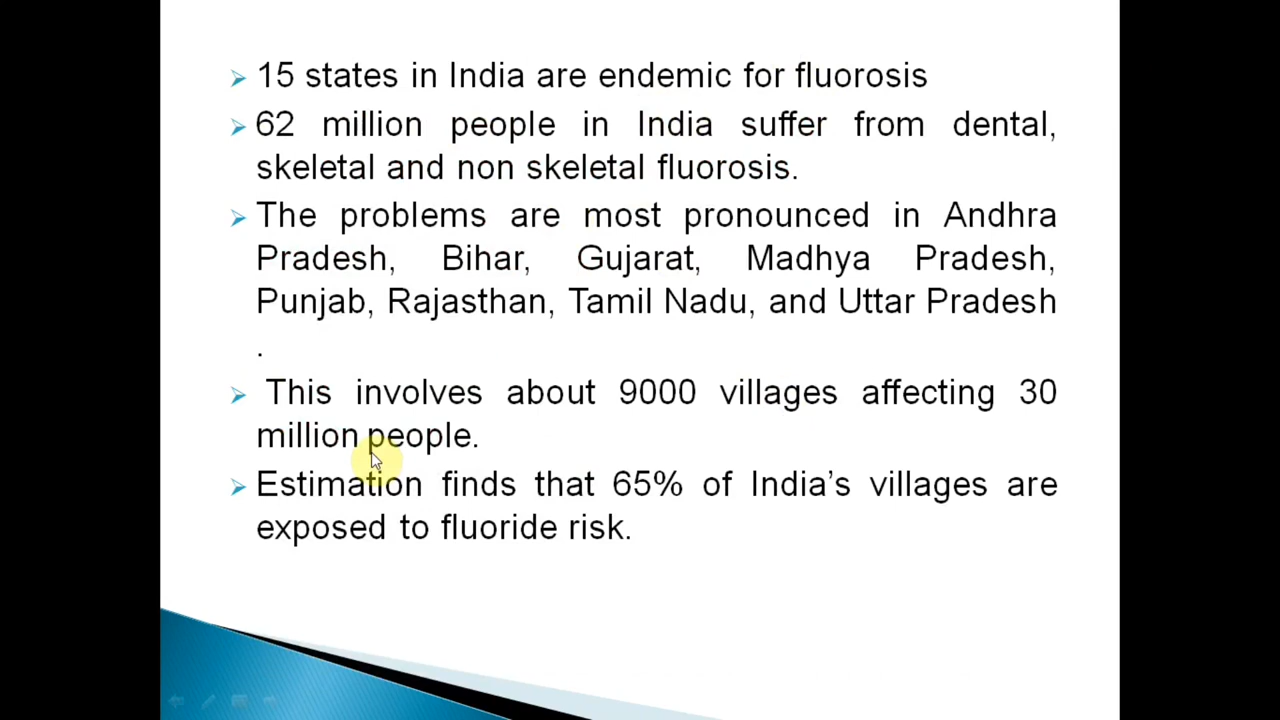 15 states in India are endemic for fluorosis
62 million people in India suffer from dental,
skeletal and non skeletal fluorosis.
The problems are most pronounced in Andhra
Pradesh, Bihar, Gujarat, Madhya Pradesh,
Punjab, Rajasthan, Tamil Nadu, and Uttar Pradesh
.
This involves about 9000 villages affecting 30
million people.
Estimation finds that 65% of India’s villages are
exposed to fluoride risk.